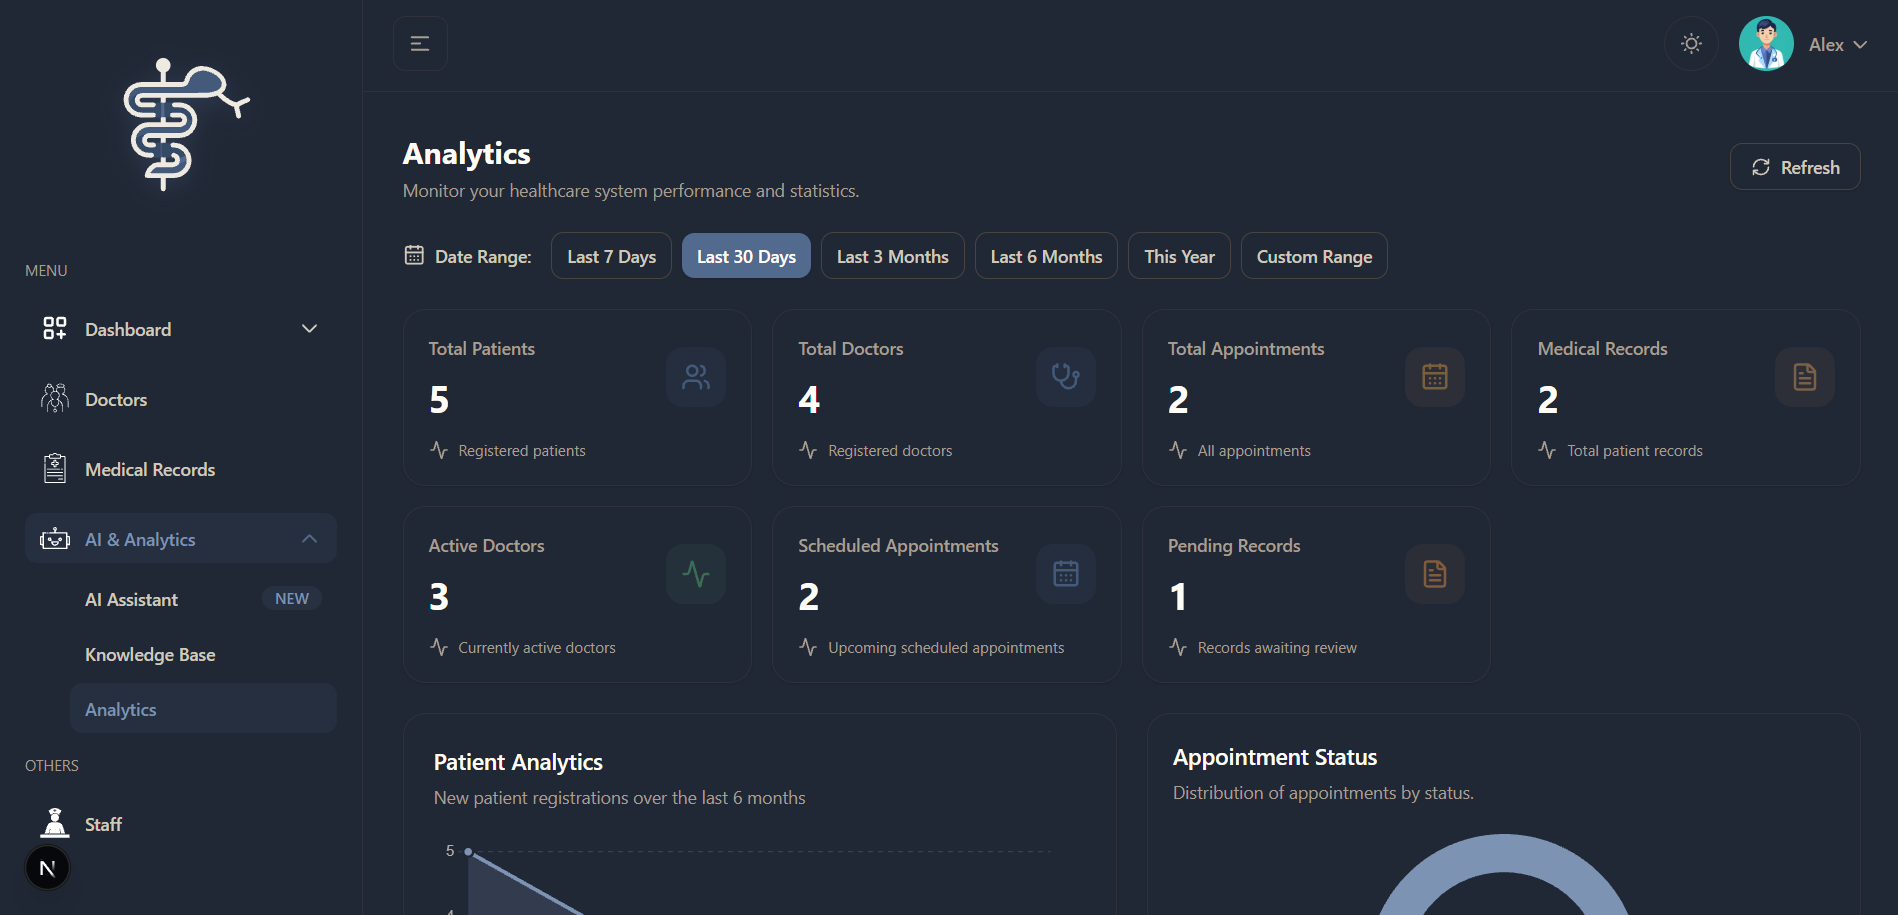 Alex
MENU
Dashboard
Doctors
Medical Records
AI & Analytics
AI Assistant
NEW
Knowledge Base
Analytics
OTHERS
Staff
N
Analytics
Monitor your healthcare system performance and statistics.
Refresh
Date Range:
Last 7 Days
Last 30 Days
Last 3 Months
Last 6 Months
This Year
Custom Range
Total Patients
5
Registered patients
Total Doctors
4
Registered doctors
Total Appointments
2
All appointments
Medical Records
2
Total patient records
Active Doctors
3
Currently active doctors
Scheduled Appointments
2
Upcoming scheduled appointments
Pending Records
1
Records awaiting review
Patient Analytics
New patient registrations over the last 6 months
5
4
Appointment Status
Distribution of appointments by status.